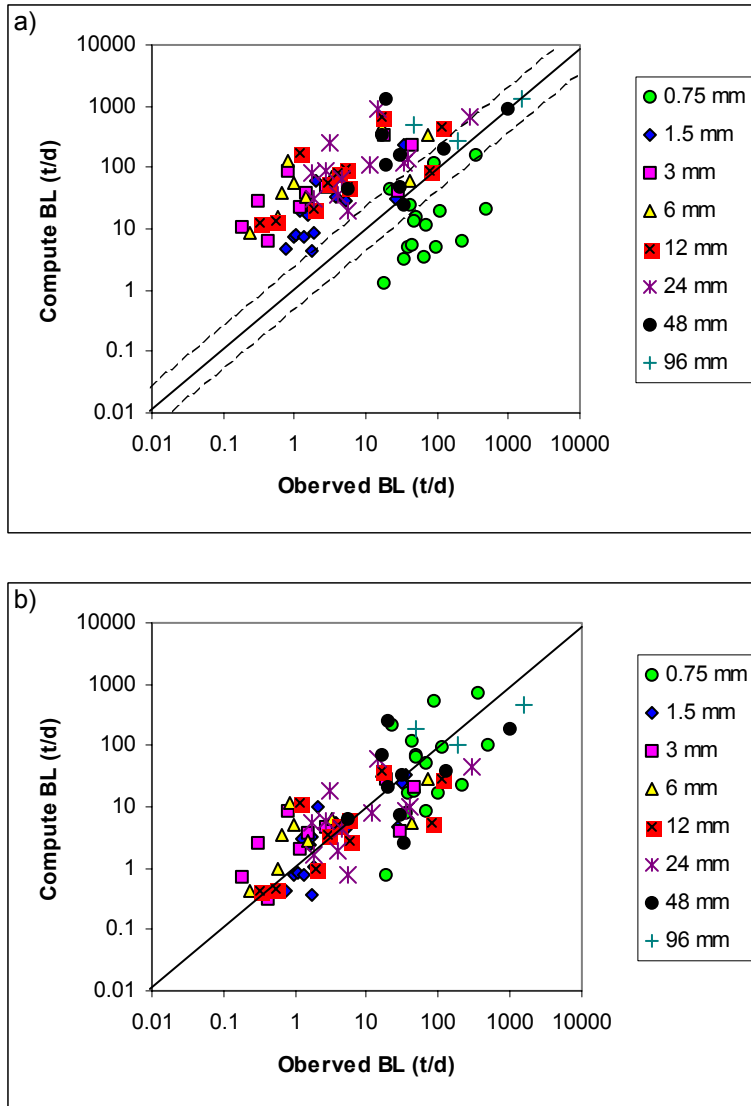 a)
10000
1000
100
10
1
0.1
0.01
Compute BL (t/d)
0.01 0.1 1 10 100 1000 10000
Oberved BL (t/d)
0.75 mm
1.5 mm
3 mm
6 mm
12 mm
24 mm
48 mm
96 mm
b)
10000
1000
100
10
1
0.1
0.01
Compute BL (t/d)
0.01 0.1 1 10 100 1000 10000
Oberved BL (t/d)
0.75 mm
1.5 mm
3 mm
6 mm
12 mm
24 mm
48 mm
96 mm